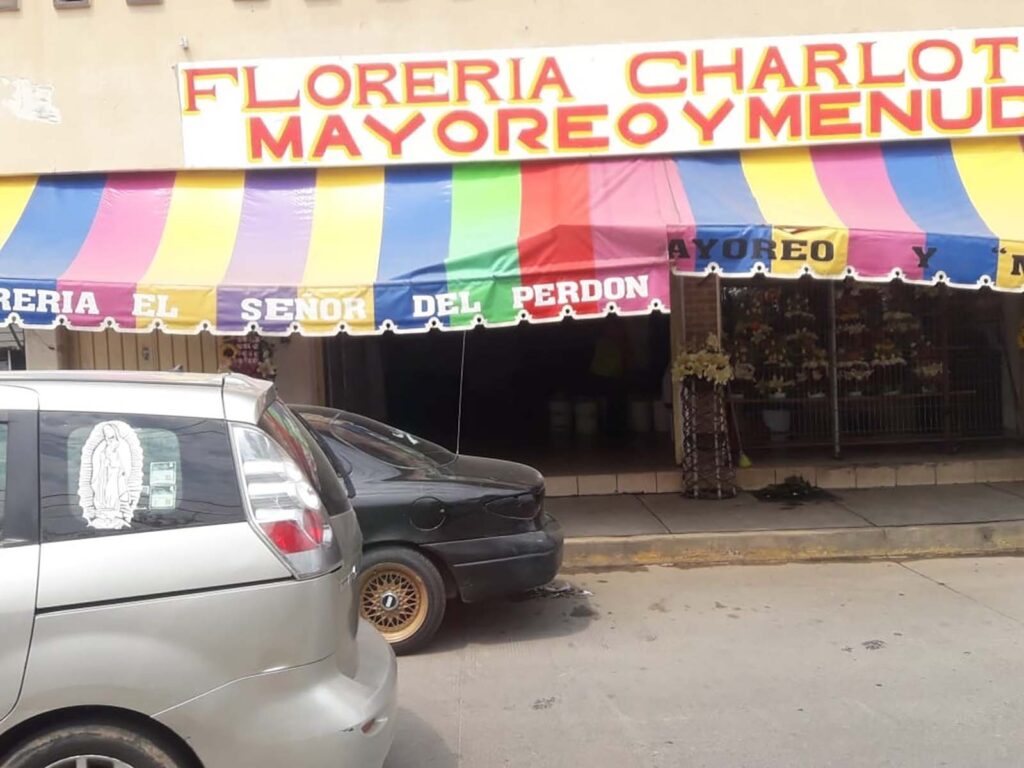 FLORERIA CHARLOT
MAYOREO Y MENUD
AYOREO Y "M
RERIA EL SEÑOR DEL PERDON